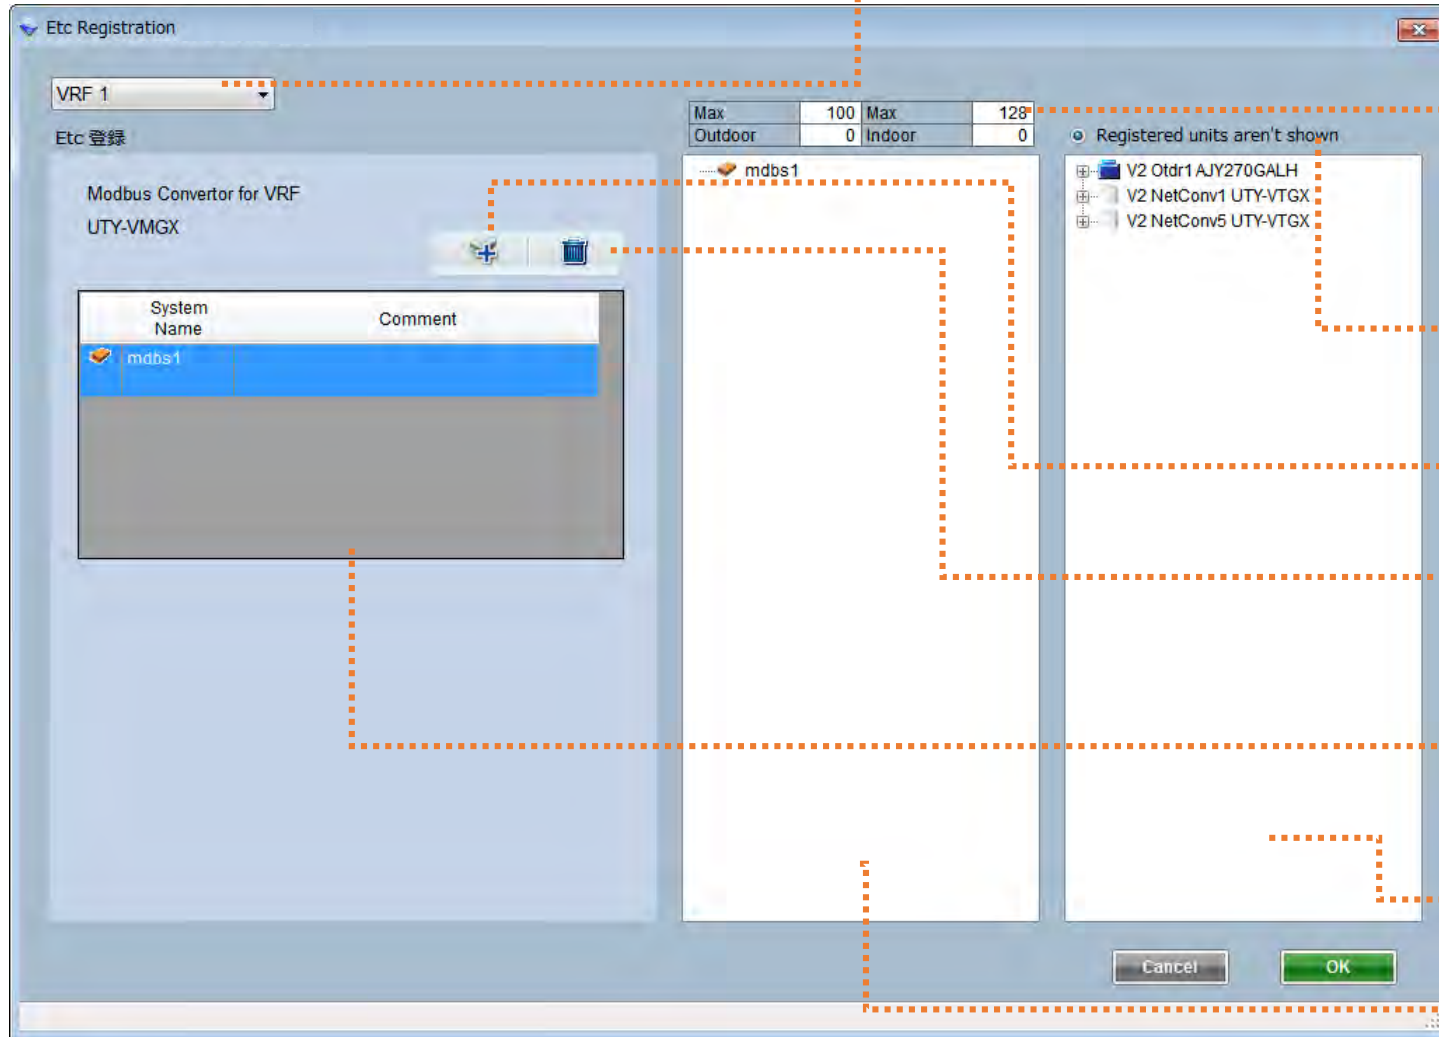 Etc Registration
VRF 1
Etc 登録
Modbus Convertor for VRF
UTY-VMGX
System Name
Comment
mdbs1
Max 100 Max 128
Outdoor 0 Indoor 0
mdbs1
Registered units aren't shown
V2 Otdr1 AJY270GALH
V2 NetConv1 UTY-VTGX
V2 NetConv5 UTY-VTGX
Cancel
OK